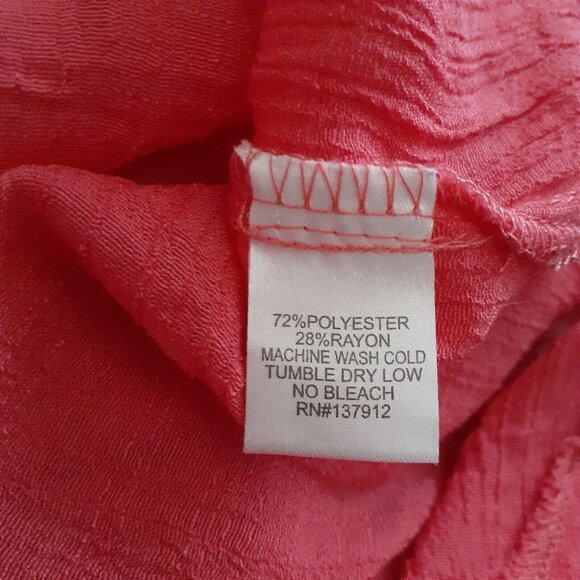 72%POLYESTER
28%RAYON
MACHINE WASH COLD
TUMBLE DRY LOW
NO BLEACH
RN#137912